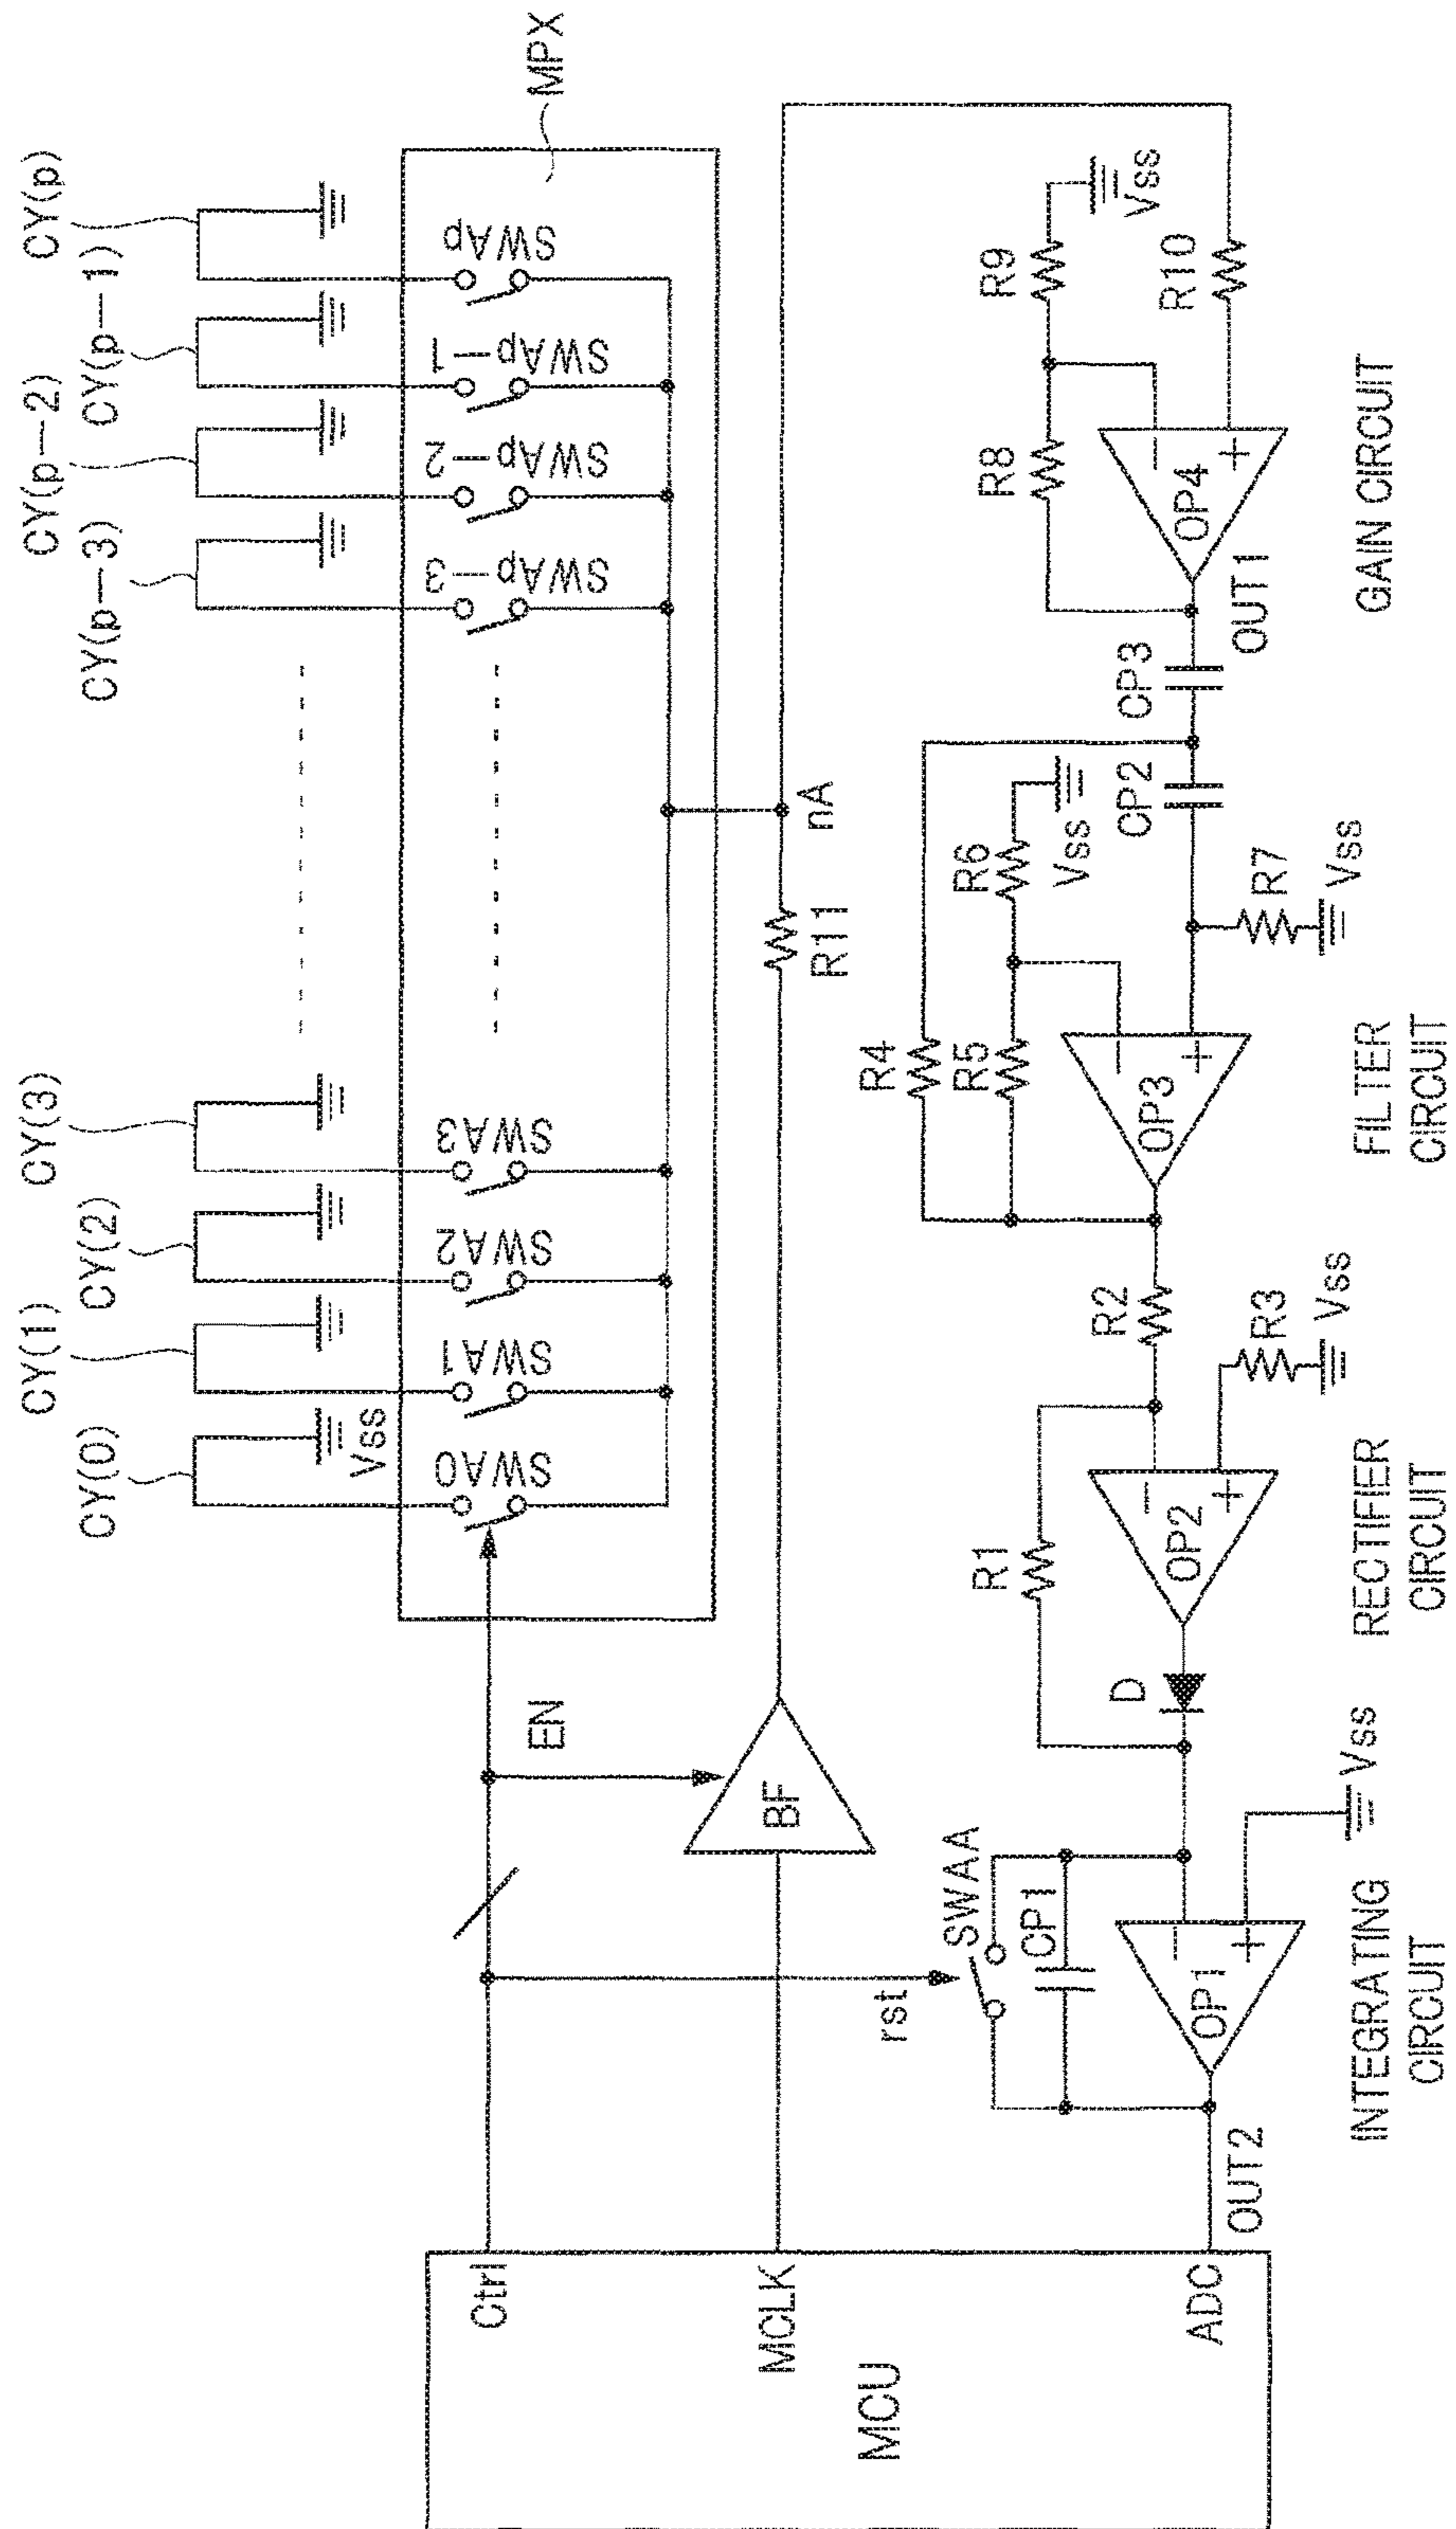 CY(0)
CY(1)
CY(2)
CY(3)
CY(p-3)
CY(p-2)
CY(p-1)
CY(p)
Vss
SWA0
SWA1
SWA2
SWA3
SWAp-3
SWAp-2
SWAp-1
SWAp
MPX
MCU
Ctrl
MCLK
ADC
EN
BF
R11
nA
rst
SWAA
CP1
OP1
OUT2
Vss
INTEGRATING
CIRCUIT
D
R1
OP2
R2
R3
Vss
RECTIFIER
CIRCUIT
R4
R5
R6
Vss
OP3
CP2
R7
Vss
FILTER
CIRCUIT
CP3
OUT1
R8
R9
Vss
OP4
R10
GAIN CIRCUIT